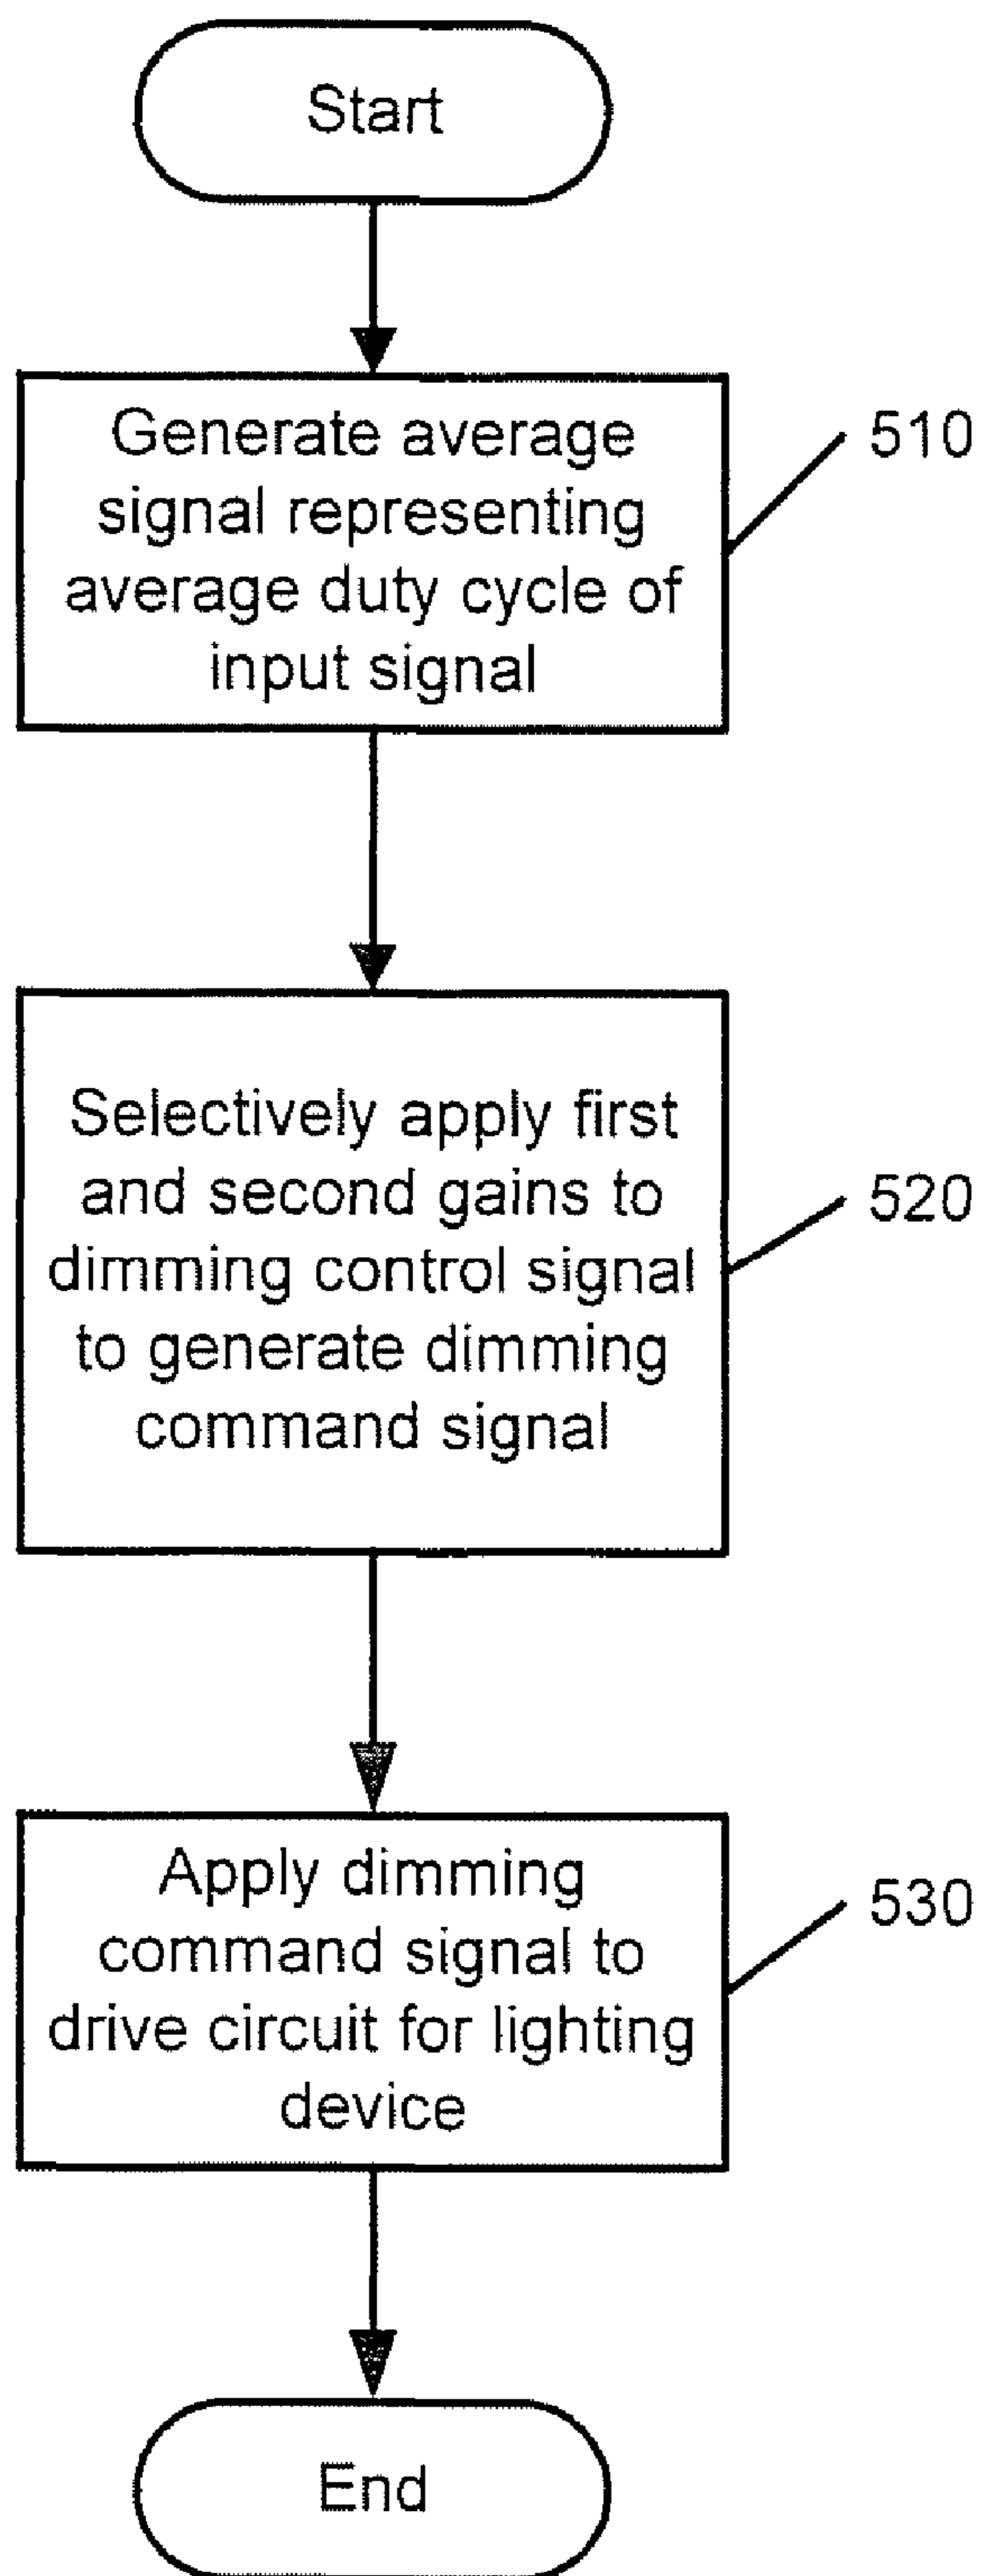 Start
Generate average
signal representing
average duty cycle of
input signal
510
Selectively apply first
and second gains to
dimming control signal
to generate dimming
command signal
520
Apply dimming
command signal to
drive circuit for lighting
device
530
End